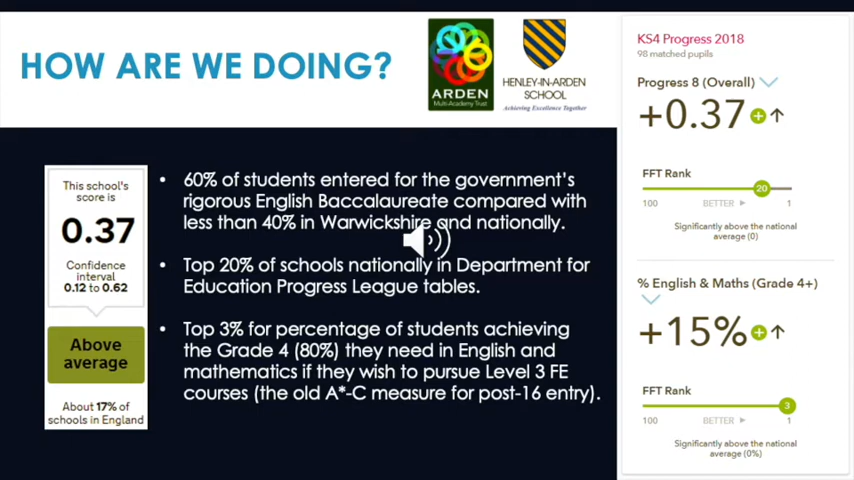 HOW ARE WE DOING?
ARDEN
Multi-Academy Trust
HENLEY-IN-ARDEN
SCHOOL
Achieving Excellence Together
This school's
score is
0.37
Confidence
interval
0.12 to 0.62
Above
average
About 17% of
schools in England
• 60% of students entered for the government's
rigorous English Baccalaureate compared with
less than 40% in Warwickshire and nationally.
• Top 20% of schools nationally in Department for
Education Progress League tables.
• Top 3% for percentage of students achieving
the Grade 4 (80%) they need in English and
mathematics if they wish to pursue Level 3 FE
courses (the old A*-C measure for post-16 entry).
KS4 Progress 2018
98 matched pupils
Progress 8 (Overall)
+0.37
FFT Rank
20
100 BETTER 1
Significantly above the national
average (0)
% English & Maths (Grade 4+)
+15%
FFT Rank
3
100 BETTER 1
Significantly above the national
average (0%)